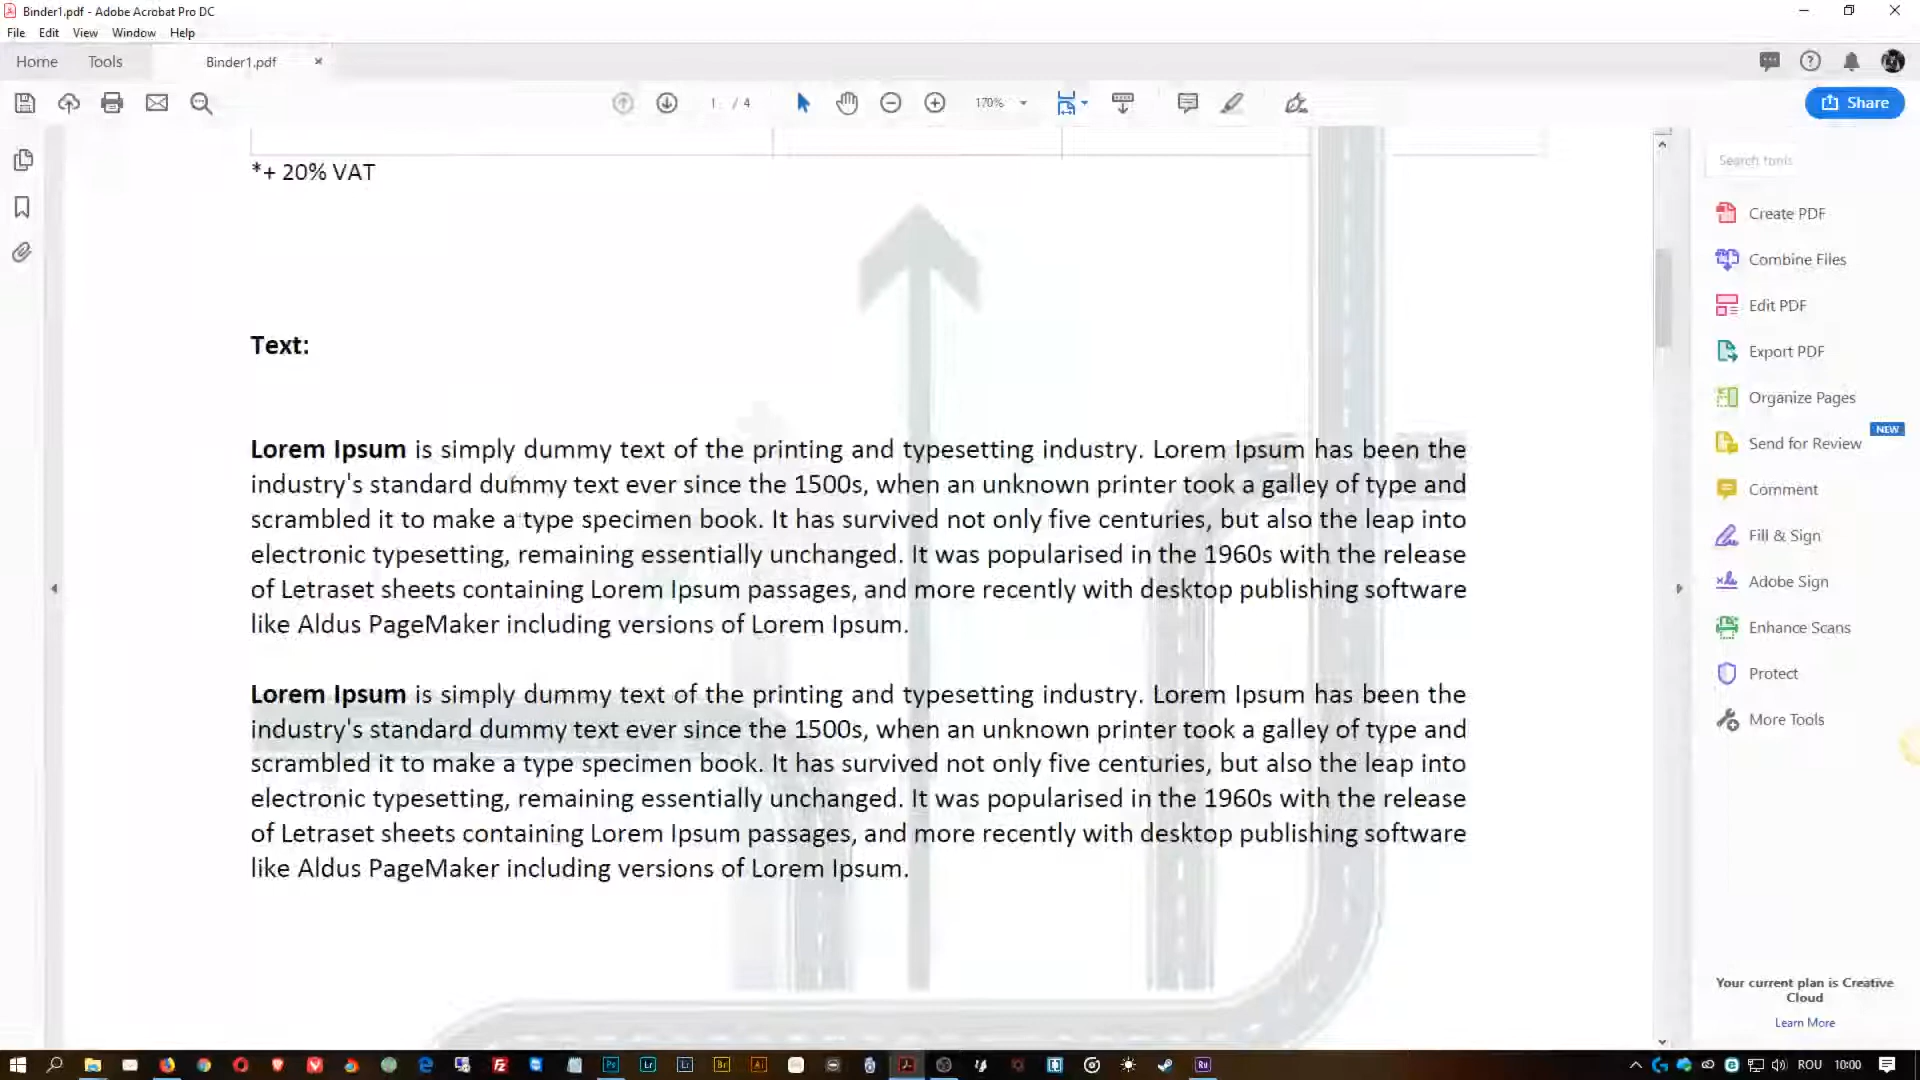 Binder1.pdf - Adobe Acrobat Pro DC
File Edit View Window Help
Home Tools Binder1.pdf ×
1 / 4 170% Share
Search tools
*+ 20% VAT
Text:
Lorem Ipsum is simply dummy text of the printing and typesetting industry. Lorem Ipsum has been the
industry's standard dummy text ever since the 1500s, when an unknown printer took a galley of type and
scrambled it to make a type specimen book. It has survived not only five centuries, but also the leap into
electronic typesetting, remaining essentially unchanged. It was popularised in the 1960s with the release
of Letraset sheets containing Lorem Ipsum passages, and more recently with desktop publishing software
like Aldus PageMaker including versions of Lorem Ipsum.
Lorem Ipsum is simply dummy text of the printing and typesetting industry. Lorem Ipsum has been the
industry's standard dummy text ever since the 1500s, when an unknown printer took a galley of type and
scrambled it to make a type specimen book. It has survived not only five centuries, but also the leap into
electronic typesetting, remaining essentially unchanged. It was popularised in the 1960s with the release
of Letraset sheets containing Lorem Ipsum passages, and more recently with desktop publishing software
like Aldus PageMaker including versions of Lorem Ipsum.
Create PDF
Combine Files
Edit PDF
Export PDF
Organize Pages
NEW
Send for Review
Comment
Fill & Sign
Adobe Sign
Enhance Scans
Protect
More Tools
Your current plan is Creative
Cloud
Learn More
Ps Lr Lr Br Ai Ru ROU 10:00